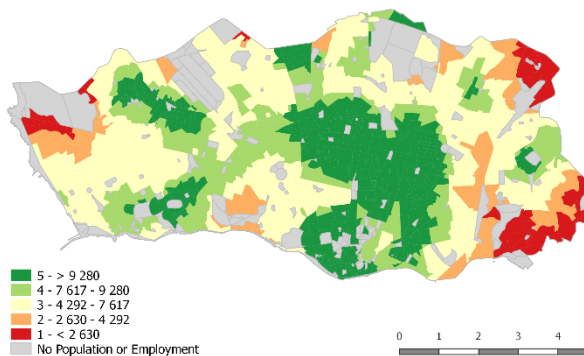 5 - > 9 280
4 - 7 617 - 9 280
3 - 4 292 - 7 617
2 - 2 630 - 4 292
1 - < 2 630
No Population or Employment
0 1 2 3 4